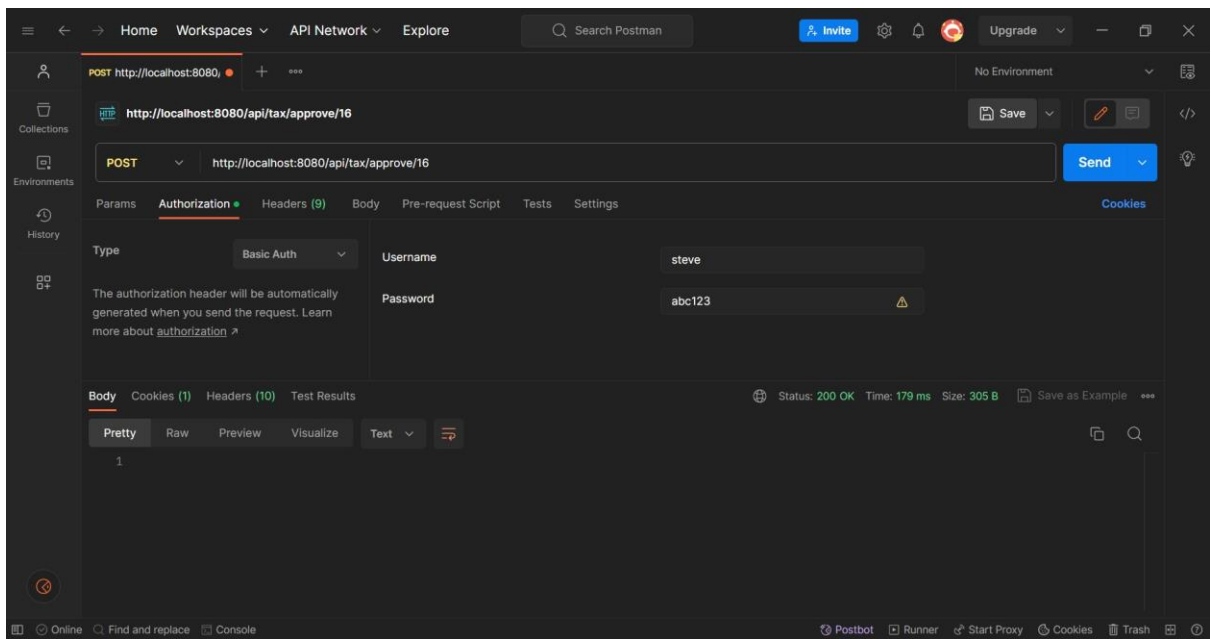 Home Workspaces API Network Explore Search Postman Invite Upgrade
POST http://localhost:8080/ No Environment
HTTP http://localhost:8080/api/tax/approve/16 Save
Collections
POST http://localhost:8080/api/tax/approve/16 Send
Environments
Params Authorization Headers (9) Body Pre-request Script Tests Settings Cookies
History
Type Basic Auth Username steve
The authorization header will be automatically
generated when you send the request. Learn
more about authorization
Password abc123
Body Cookies (1) Headers (10) Test Results Status: 200 OK Time: 179 ms Size: 305 B Save as Example
Pretty Raw Preview Visualize Text
1
Online Find and replace Console Postbot Runner Start Proxy Cookies Trash